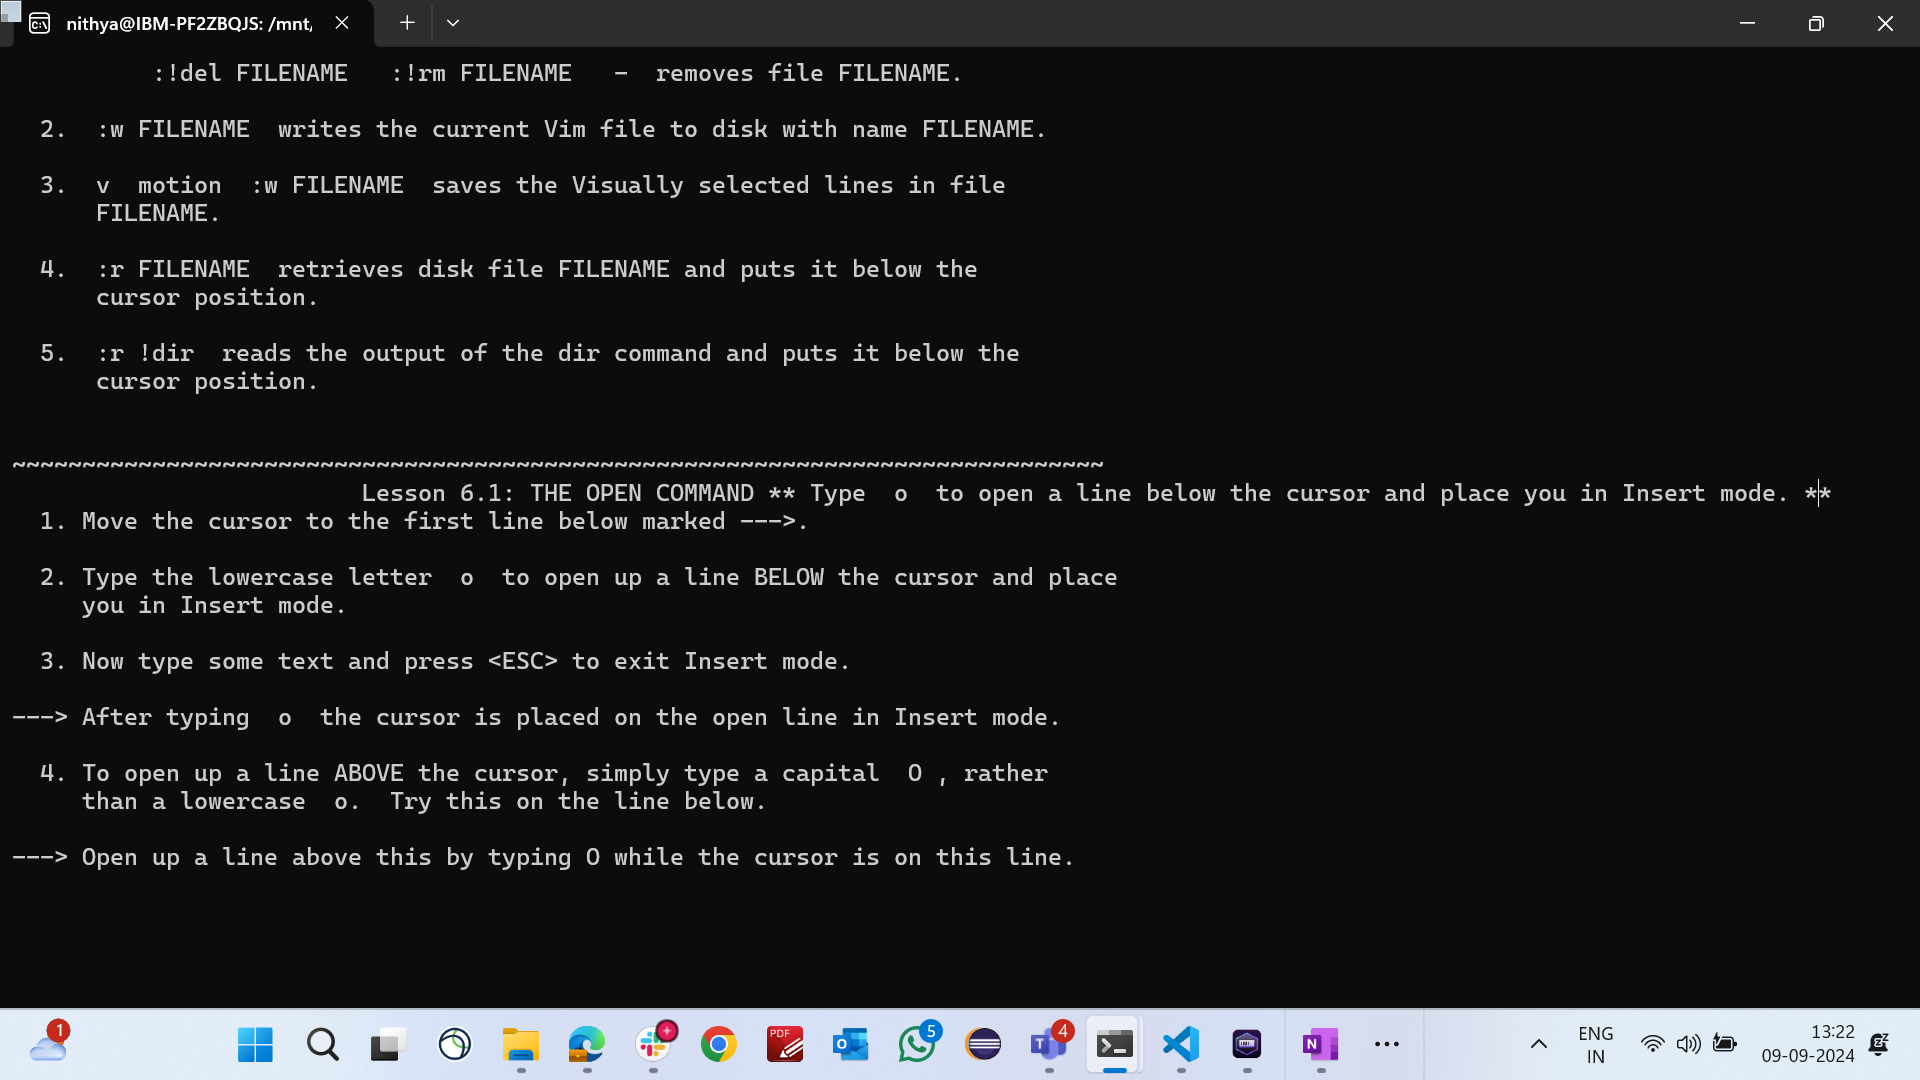 nithya@IBM-PF2ZBQJS: /mnt/
:!del FILENAME   :!rm FILENAME   -  removes file FILENAME.
2.  :w FILENAME  writes the current Vim file to disk with name FILENAME.
3.  v  motion  :w FILENAME  saves the Visually selected lines in file
FILENAME.
4.  :r FILENAME  retrieves disk file FILENAME and puts it below the
cursor position.
5.  :r !dir  reads the output of the dir command and puts it below the
cursor position.
~~~~~~~~~~~~~~~~~~~~~~~~~~~~~~~~~~~~~~~~~~~~~~~~~~~~~~~~~~~~~~~~~~~~~~~~~~~~~~
Lesson 6.1: THE OPEN COMMAND ** Type  o  to open a line below the cursor and place you in Insert mode. **
1. Move the cursor to the first line below marked --->.
2. Type the lowercase letter  o  to open up a line BELOW the cursor and place
you in Insert mode.
3. Now type some text and press <ESC> to exit Insert mode.
---> After typing  o  the cursor is placed on the open line in Insert mode.
4. To open up a line ABOVE the cursor, simply type a capital  O , rather
than a lowercase  o.  Try this on the line below.
---> Open up a line above this by typing O while the cursor is on this line.
1
PDF
5
4
ENG
IN
13:22
09-09-2024